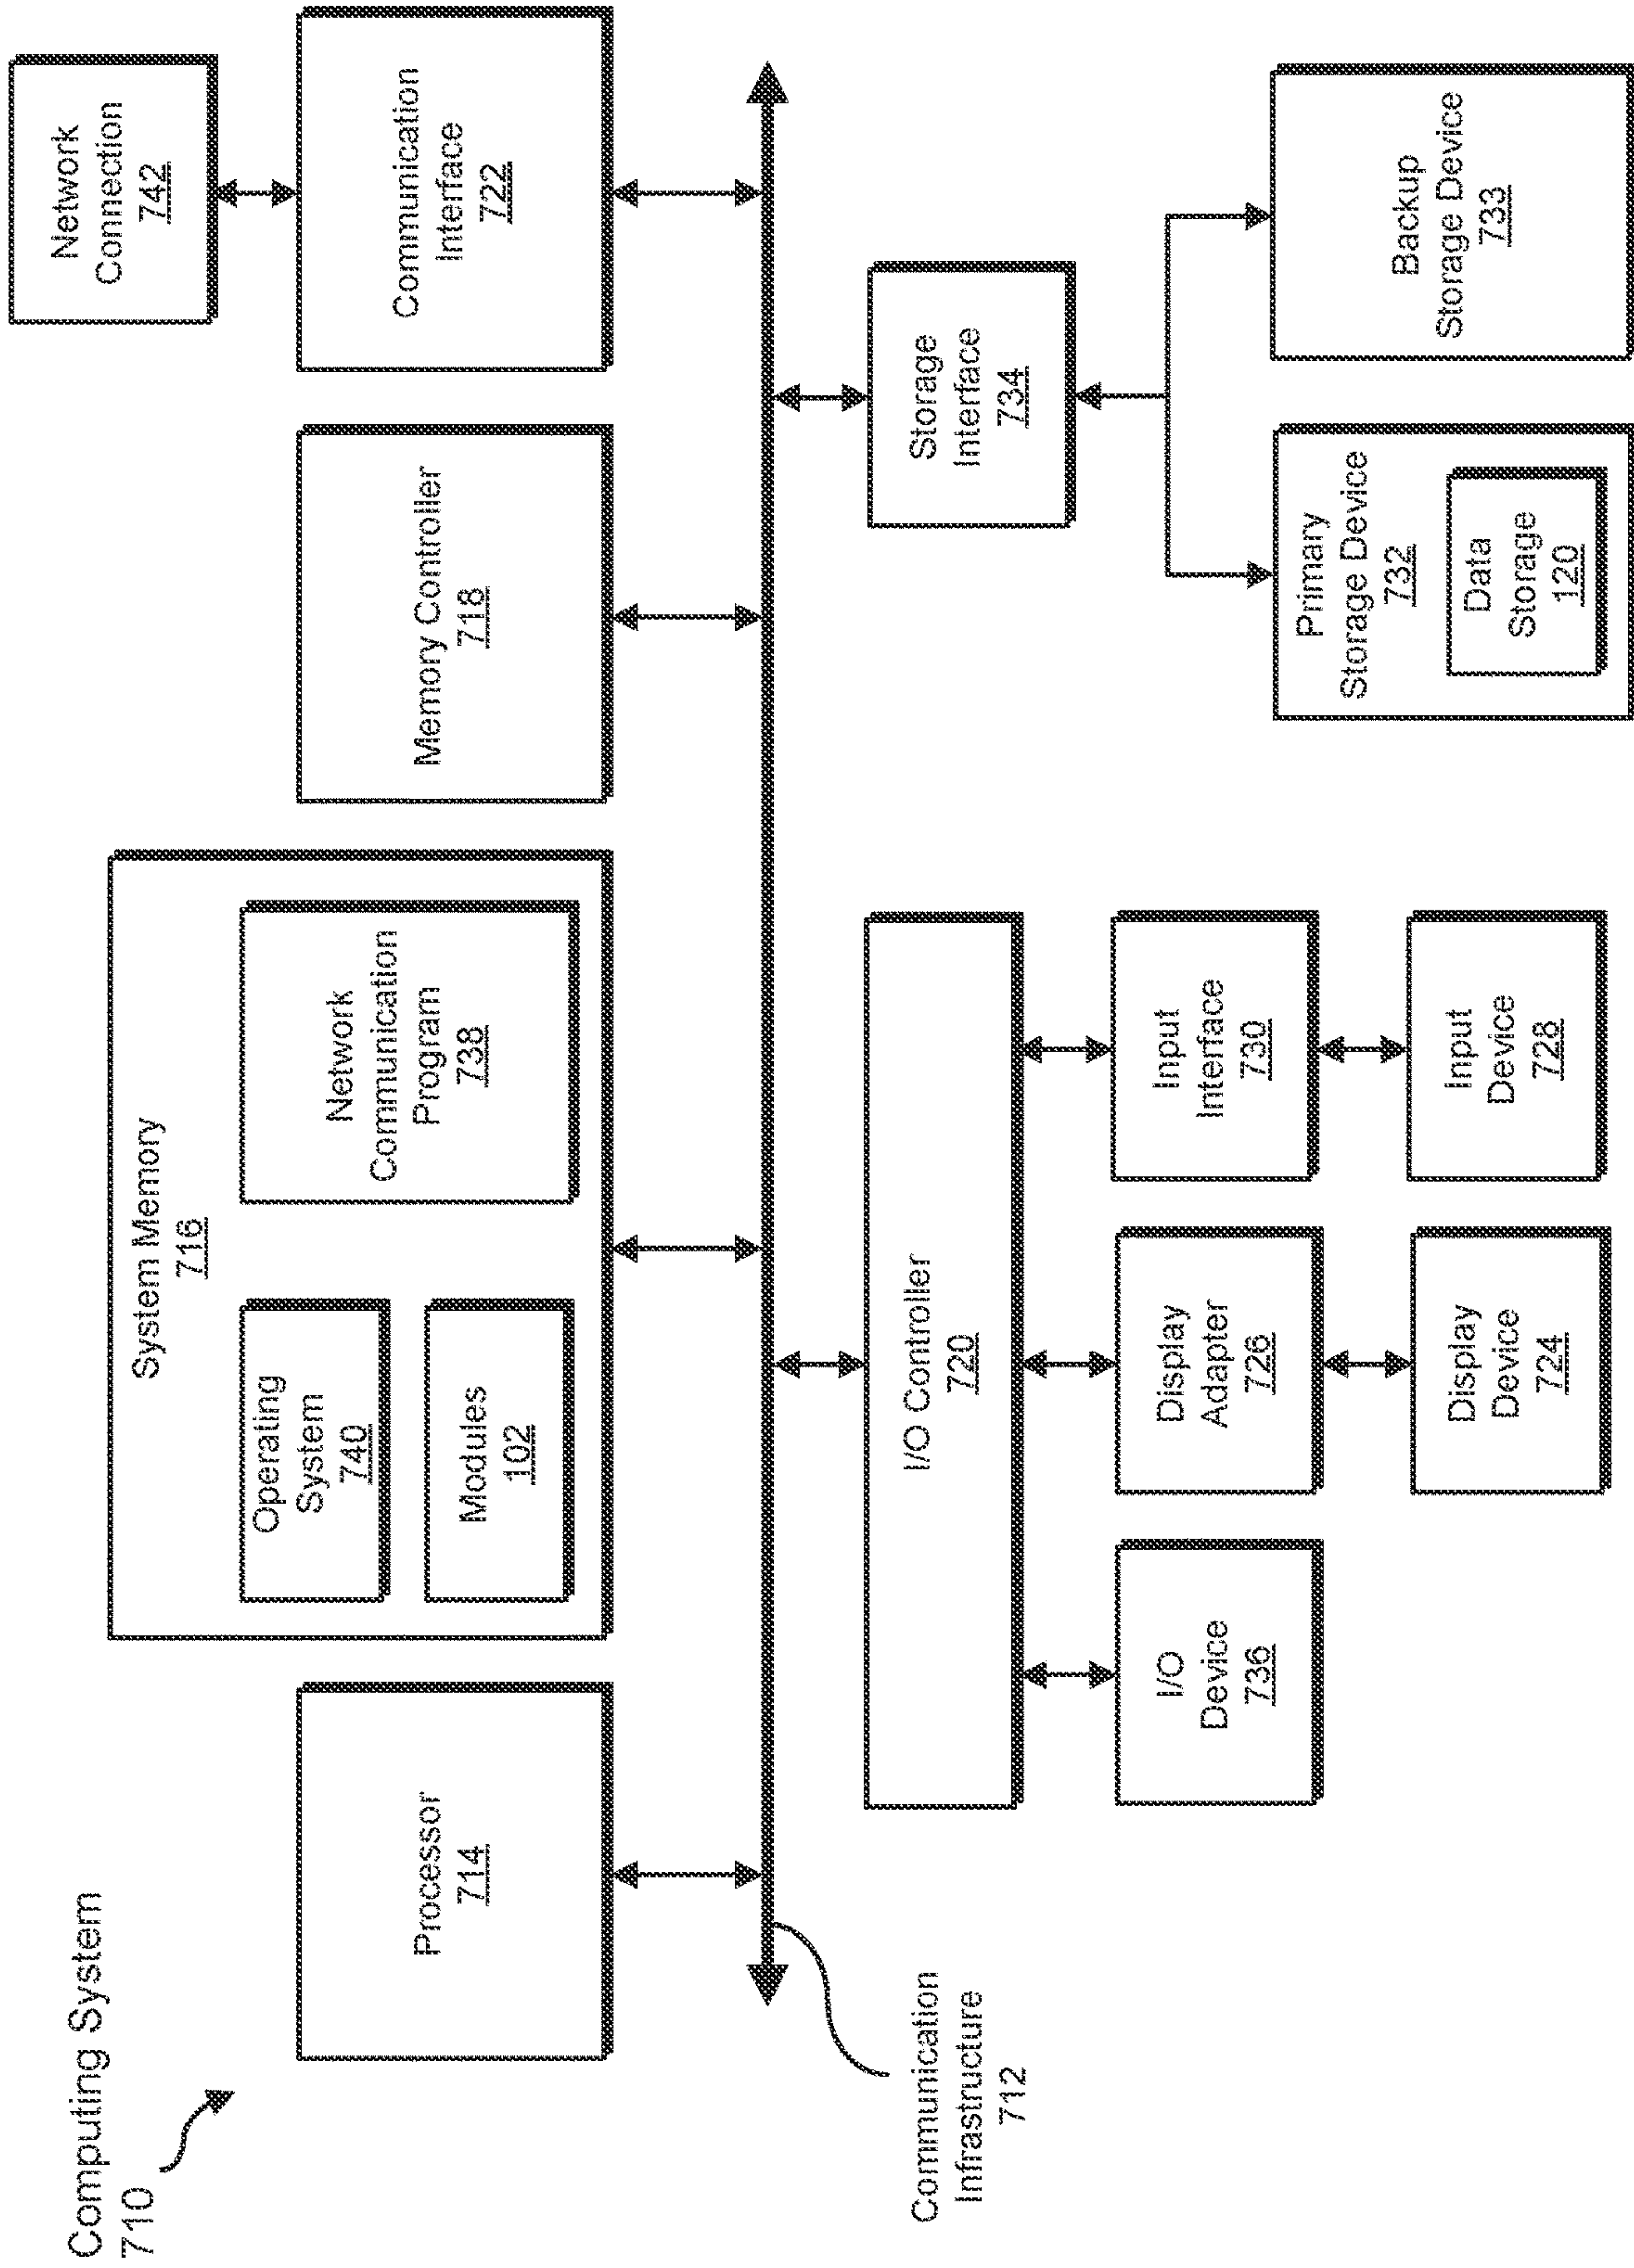 Computing System
710
Network
Connection
742
System Memory
716
Operating
System
740
Modules
102
Network
Communication
Program
738
Processor
714
Memory Controller
718
Communication
Interface
722
Communication
Infrastructure
712
I/O Controller
720
Storage
Interface
734
I/O
Device
736
Display
Adapter
726
Input
Interface
730
Display
Device
724
Input
Device
728
Primary
Storage Device
732
Data
Storage
120
Backup
Storage Device
733